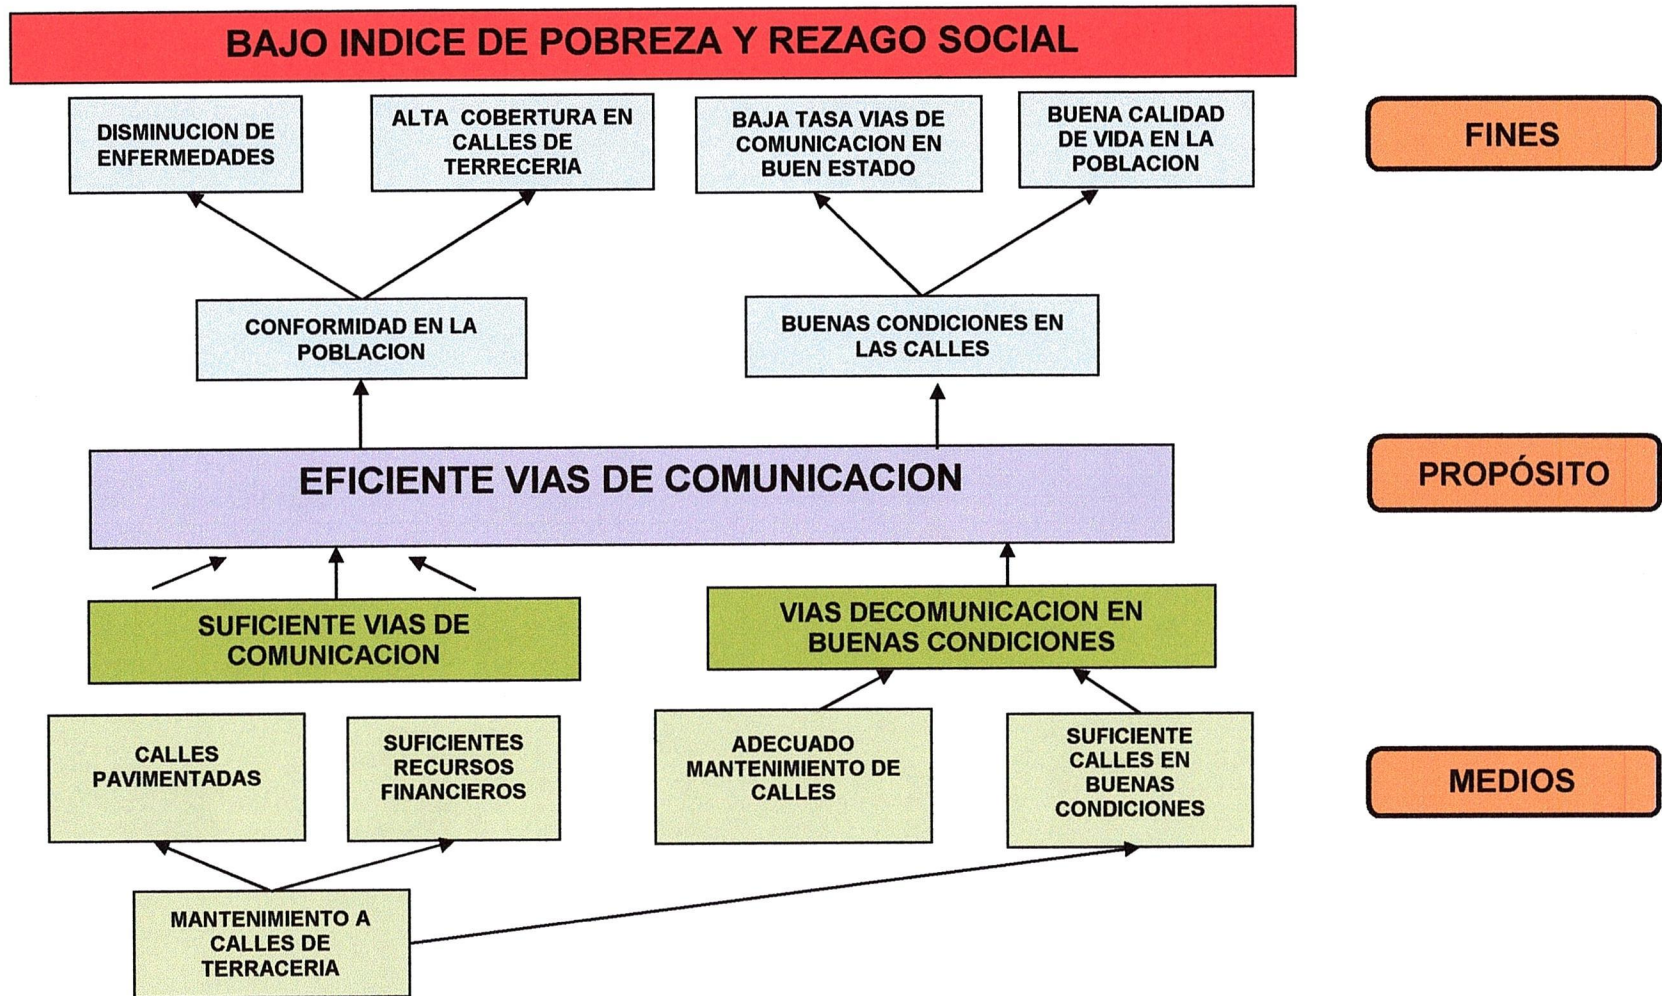 BAJO INDICE DE POBREZA Y REZAGO SOCIAL
DISMINUCION DE
ENFERMEDADES
ALTA COBERTURA EN
CALLES DE
TERRECERIA
BAJA TASA VIAS DE
COMUNICACION EN
BUEN ESTADO
BUENA CALIDAD
DE VIDA EN LA
POBLACION
FINES
CONFORMIDAD EN LA
POBLACION
BUENAS CONDICIONES EN
LAS CALLES
EFICIENTE VIAS DE COMUNICACION
PROPÓSITO
SUFICIENTE VIAS DE
COMUNICACION
VIAS DECOMUNICACION EN
BUENAS CONDICIONES
CALLES
PAVIMENTADAS
SUFICIENTES
RECURSOS
FINANCIEROS
ADECUADO
MANTENIMIENTO DE
CALLES
SUFICIENTE
CALLES EN
BUENAS
CONDICIONES
MEDIOS
MANTENIMIENTO A
CALLES DE
TERRACERIA